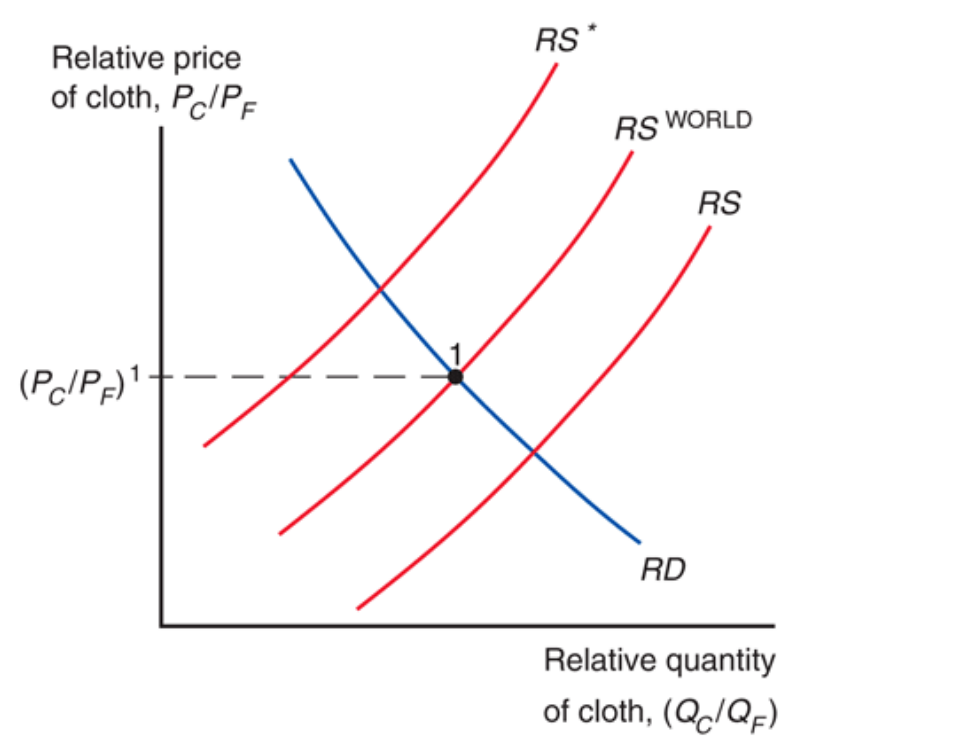 RS *
Relative price
of cloth, P_C/P_F
RS WORLD
RS
1
(P_C/P_F)^1
RD
Relative quantity
of cloth, (Q_C/Q_F)